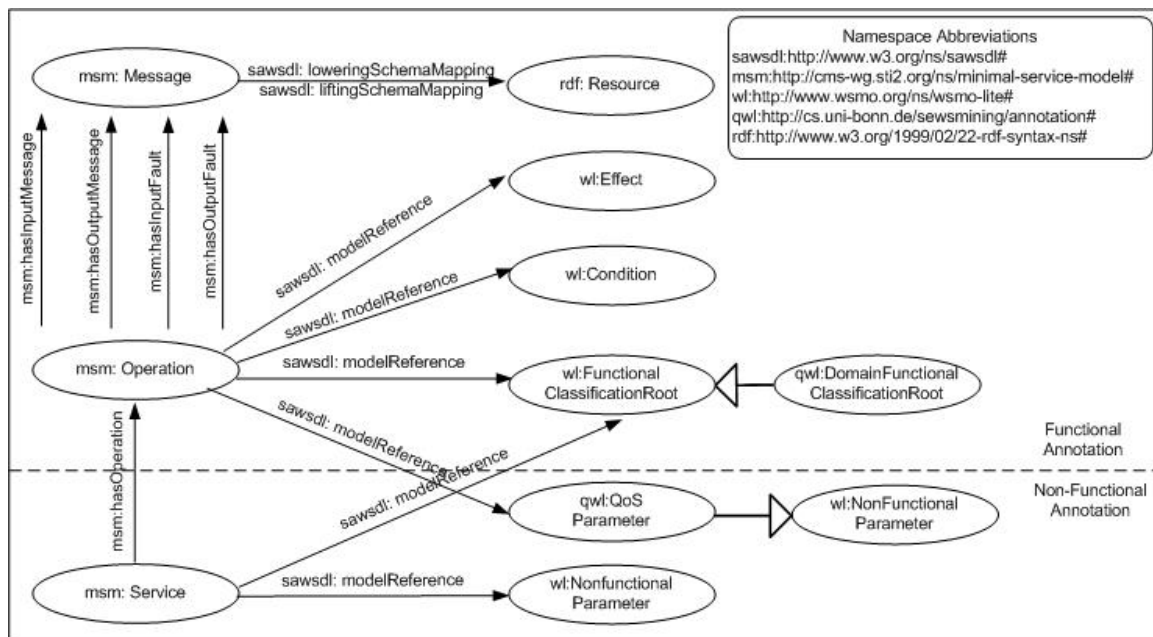 Namespace Abbreviations
sawsdl:http://www.w3.org/ns/sawsdl#
msm:http://cms-wg.sti2.org/ns/minimal-service-model#
wl:http://www.wsmo.org/ns/wsmo-lite#
qwl:http://cs.uni-bonn.de/sewsmining/annotation#
rdf:http://www.w3.org/1999/02/22-rdf-syntax-ns#
msm: Message
sawsdl: loweringSchemaMapping
sawsdl: liftingSchemaMapping
rdf: Resource
msm:hasInputMessage
msm:hasOutputMessage
msm:hasInputFault
msm:hasOutputFault
sawsdl: modelReference
wl:Effect
sawsdl: modelReference
wl:Condition
msm: Operation
sawsdl: modelReference
wl:Functional
ClassificationRoot
qwl:DomainFunctional
ClassificationRoot
sawsdl: modelReference
sawsdl: modelReference
Functional
Annotation
msm:hasOperation
Non-Functional
Annotation
qwl:QoS
Parameter
wl:NonFunctional
Parameter
msm: Service
sawsdl: modelReference
wl:Nonfunctional
Parameter